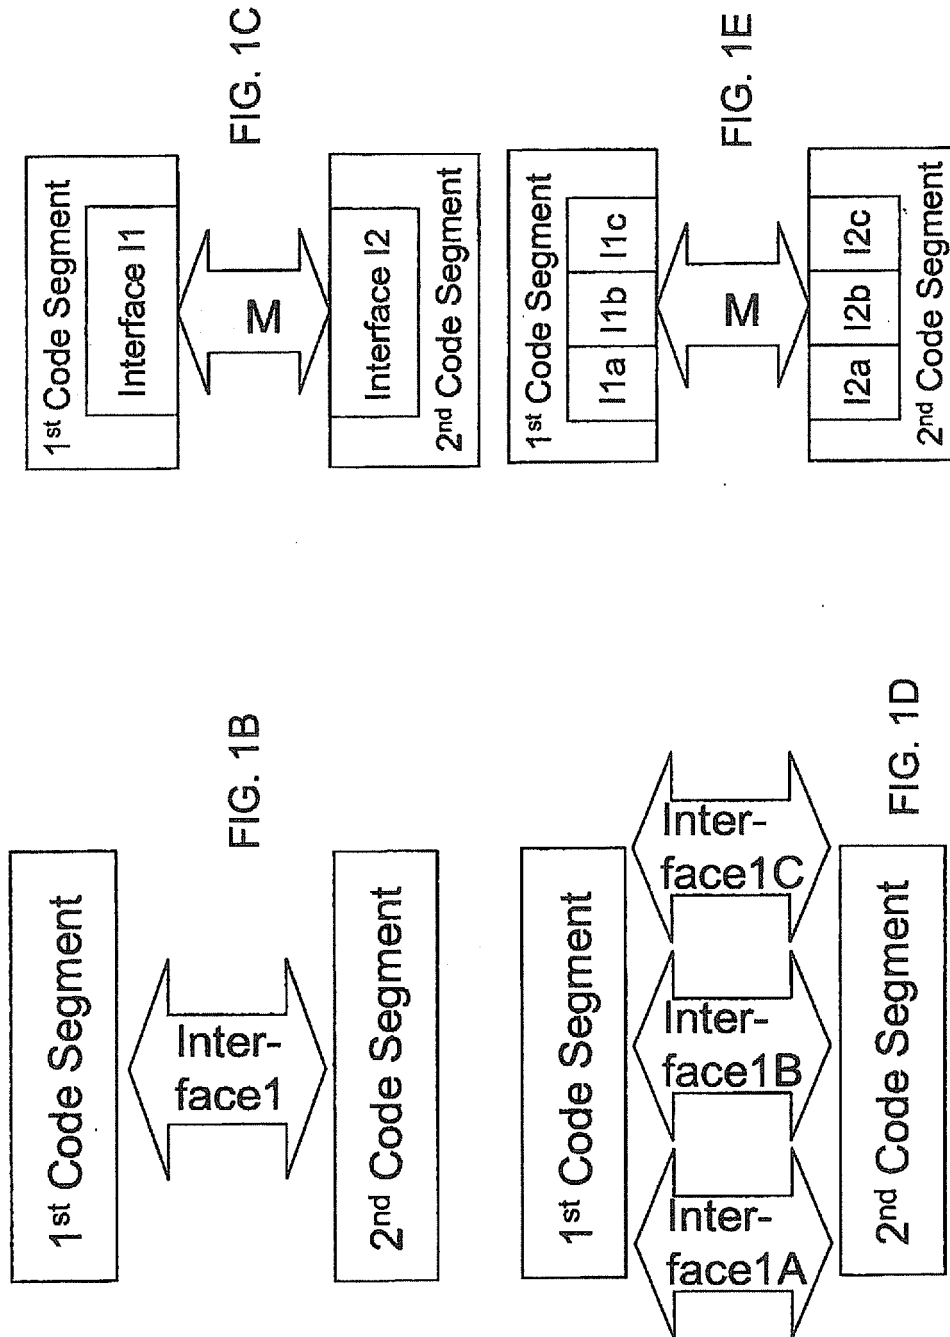 1st Code Segment
Inter-
face1
2nd Code Segment
FIG. 1B
1st Code Segment
Interface I1
M
Interface I2
2nd Code Segment
FIG. 1C
1st Code Segment
Inter-
face1A
Inter-
face1B
Inter-
face1C
2nd Code Segment
FIG. 1D
1st Code Segment
I1a I1b I1c
M
I2a I2b I2c
2nd Code Segment
FIG. 1E